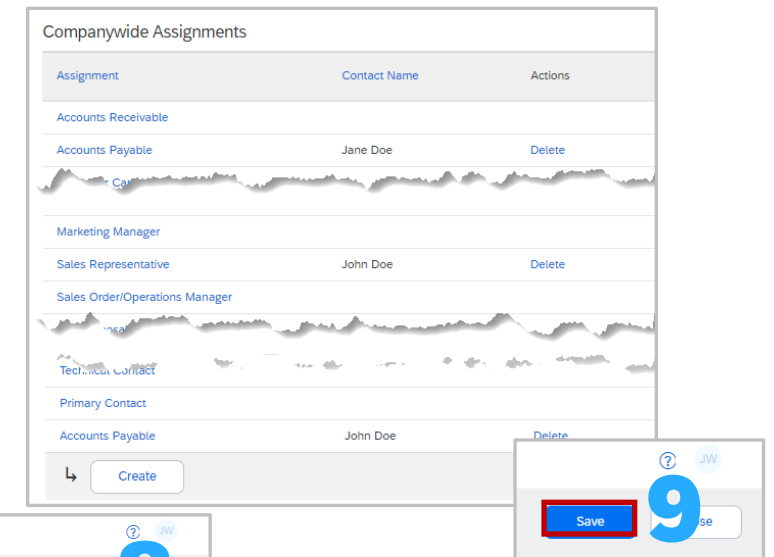 Companywide Assignments
Assignment Contact Name Actions
Accounts Receivable
Accounts Payable Jane Doe Delete
Marketing Manager
Sales Representative John Doe Delete
Sales Order/Operations Manager
Technical Contact
Primary Contact
Accounts Payable John Doe Delete
Create
? JW
Save 9
? JW